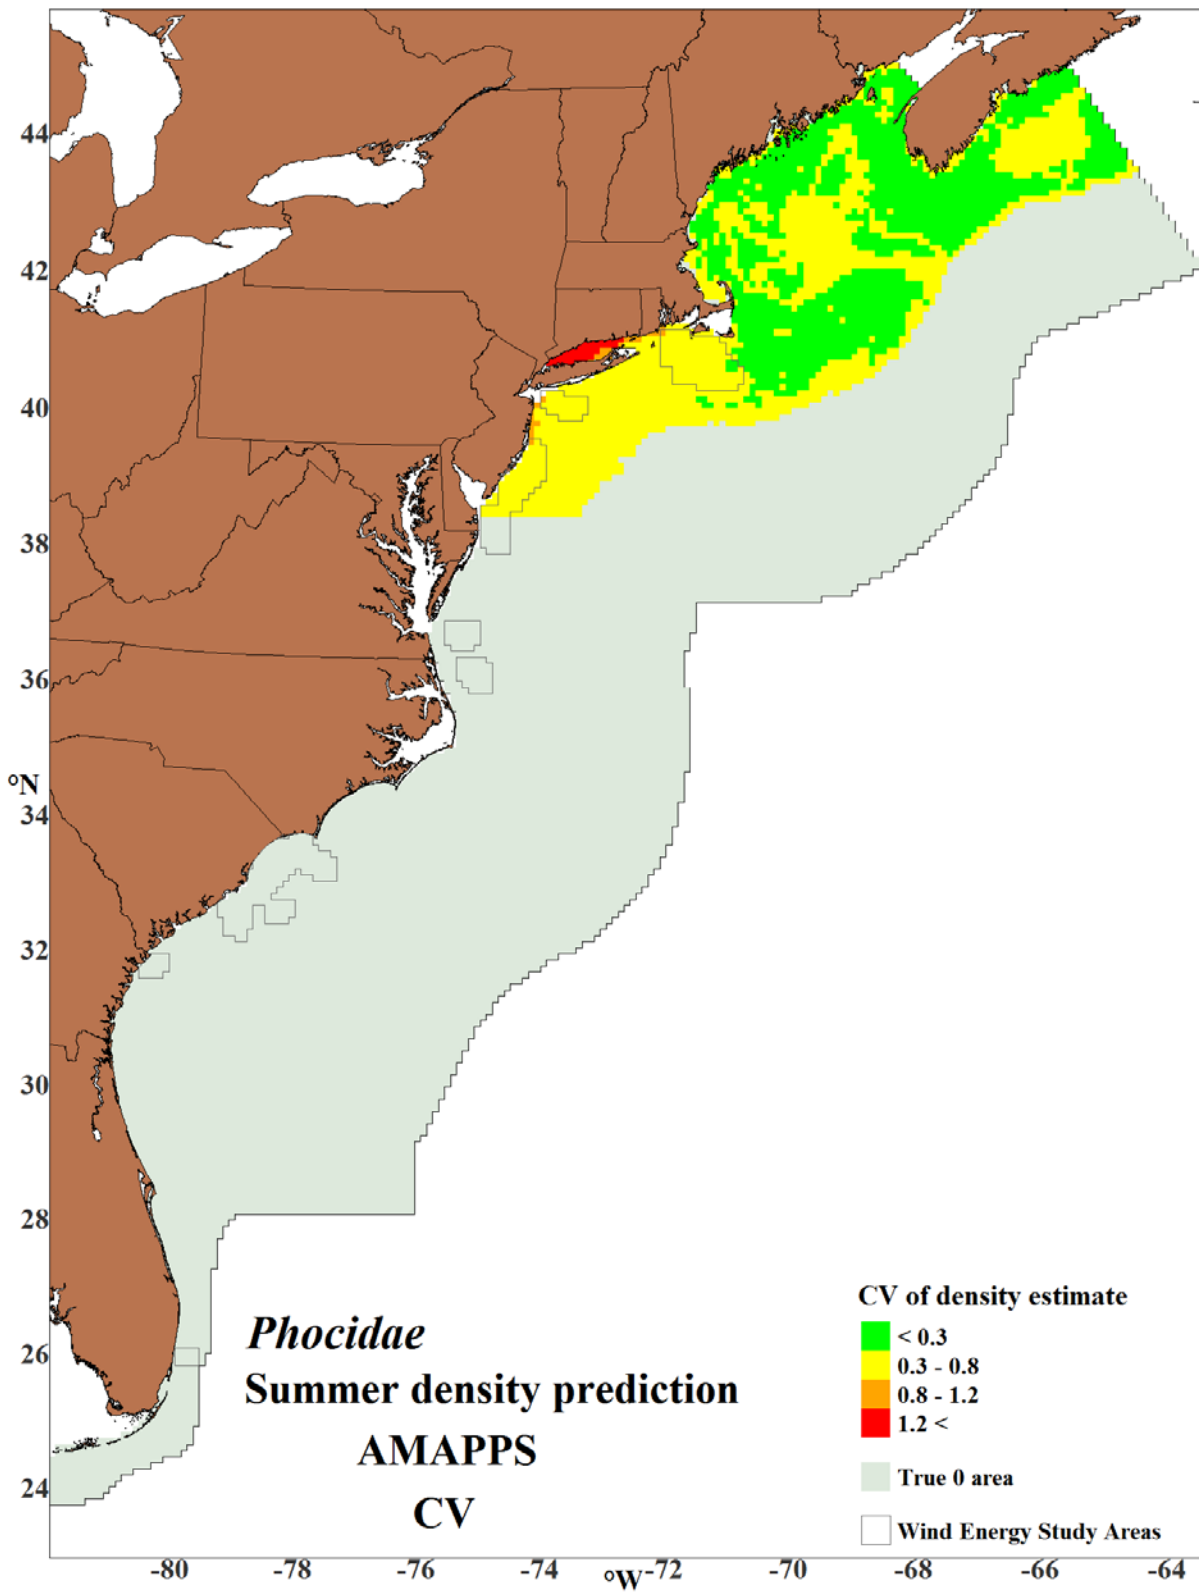 44
42
40
38
36
°N
34
32
30
28
26
24
Phocidae
Summer density prediction
AMAPPS
CV
CV of density estimate
< 0.3
0.3 - 0.8
0.8 - 1.2
1.2 <
True 0 area
Wind Energy Study Areas
-80 -78 -76 -74 °W -72 -70 -68 -66 -64